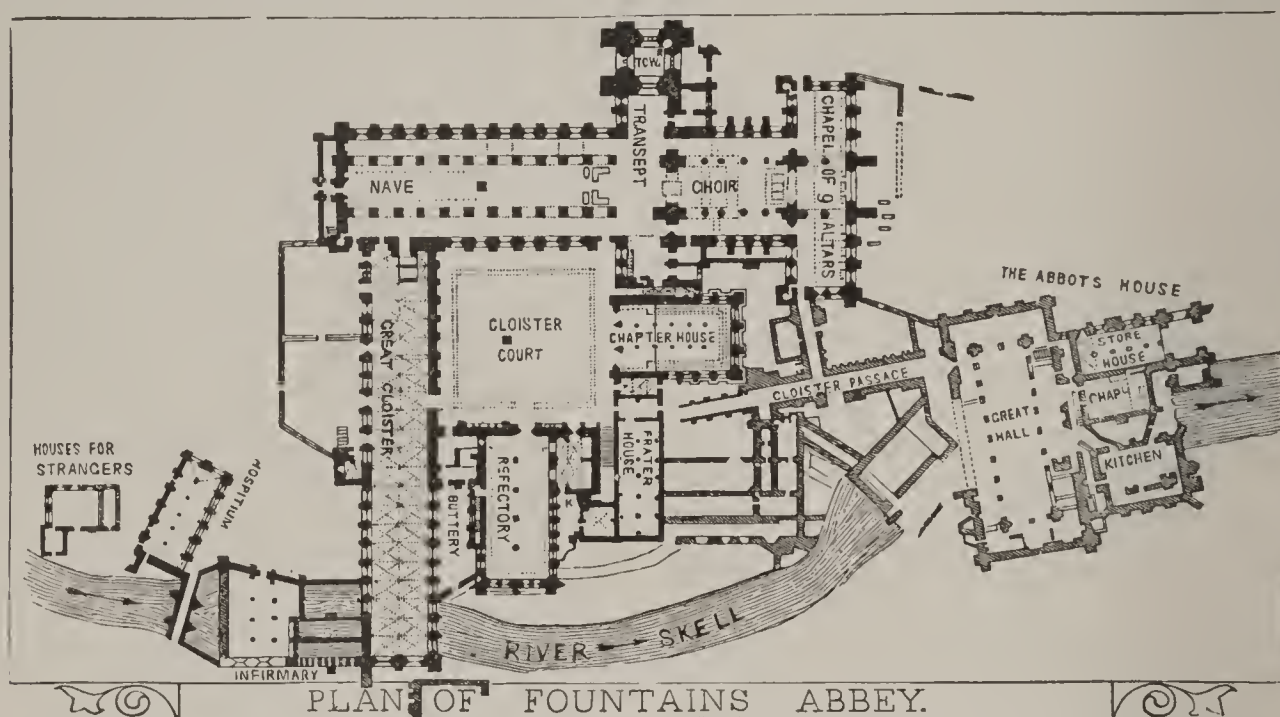 TOW.
TRANSEPT
NAVE
CHOIR
CHAPEL OF 9 ALTARS
GREAT CLOISTER
CLOISTER
COURT
CHAPTER HOUSE
THE ABBOTS HOUSE
STORE
HOUSE
CHAPL
GREAT
HALL
KITCHEN
CLOISTER PASSACE
FRATER
HOUSE
REFECTORY
K
BUTTERY
HOUSES FOR
STRANGERS
HOSPITIUM
RIVER SKELL
INFIRMARY
PLAN OF FOUNTAINS ABBEY.